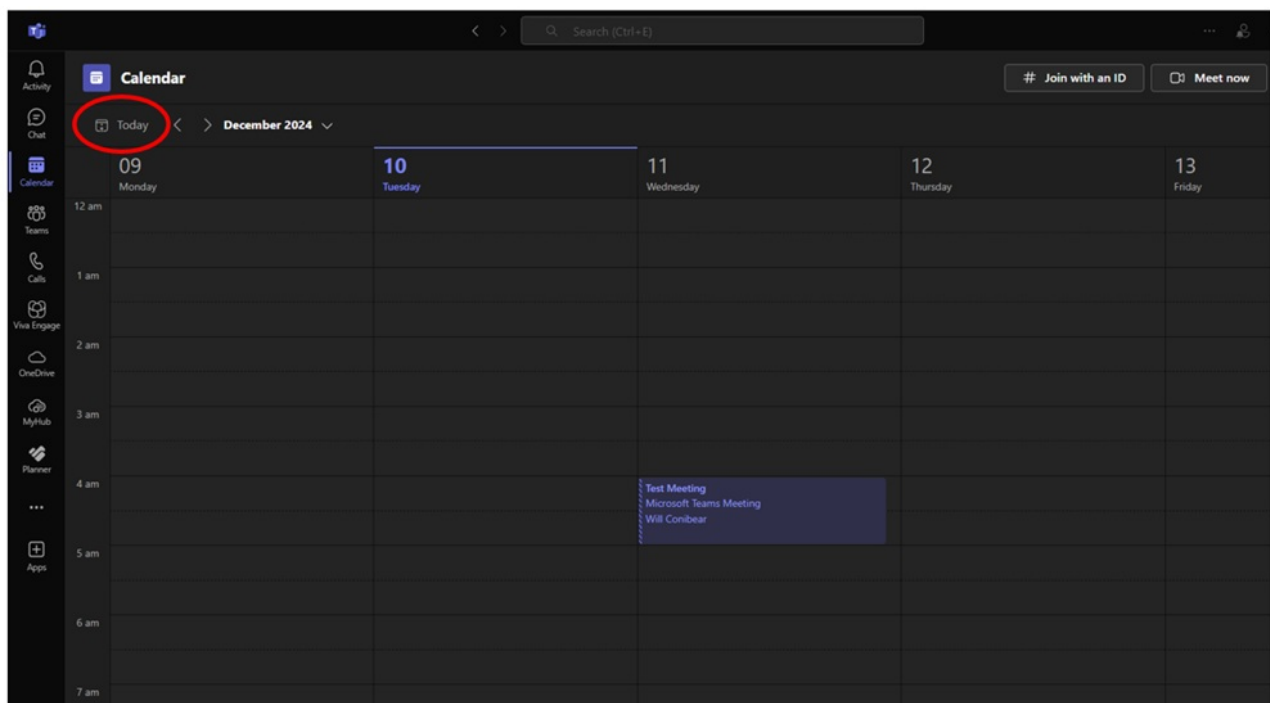 Search (Ctrl+E)
Activity
Chat
Calendar
Teams
Calls
Viva Engage
OneDrive
MyHub
Planner
Apps
Calendar
# Join with an ID
Meet now
Today
December 2024
09
Monday
10
Tuesday
11
Wednesday
12
Thursday
13
Friday
12 am
1 am
2 am
3 am
4 am
Test Meeting
Microsoft Teams Meeting
Will Conibear
5 am
6 am
7 am